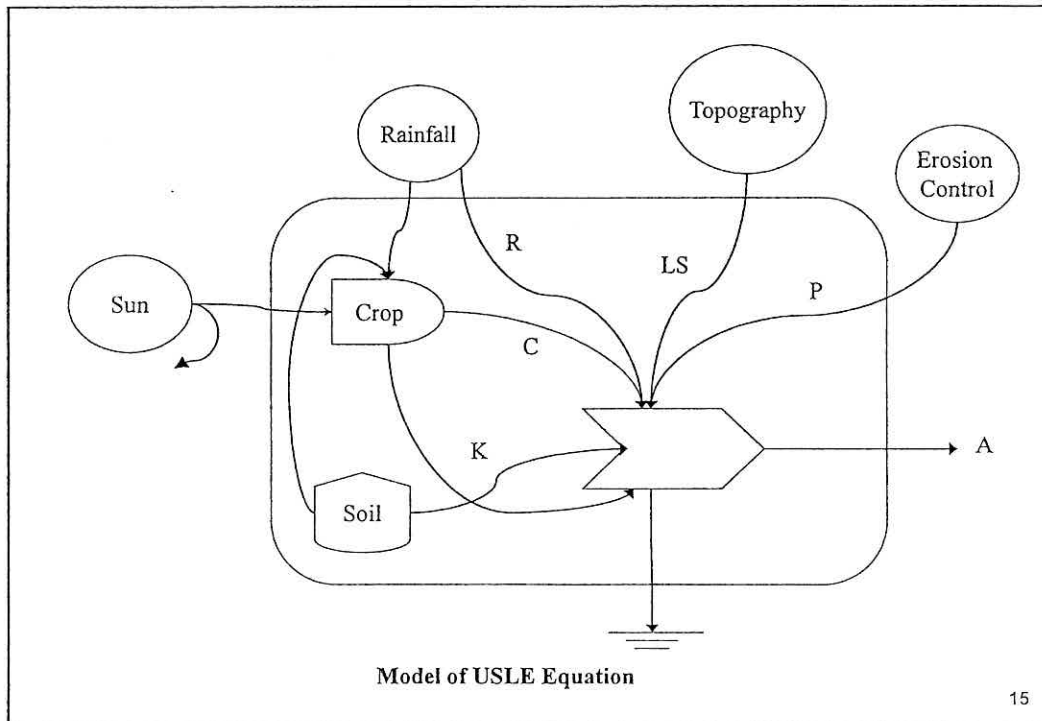 Topography
Rainfall
Erosion
Control
R
LS
P
Sun
Crop
C
K
A
Soil
Model of USLE Equation
15